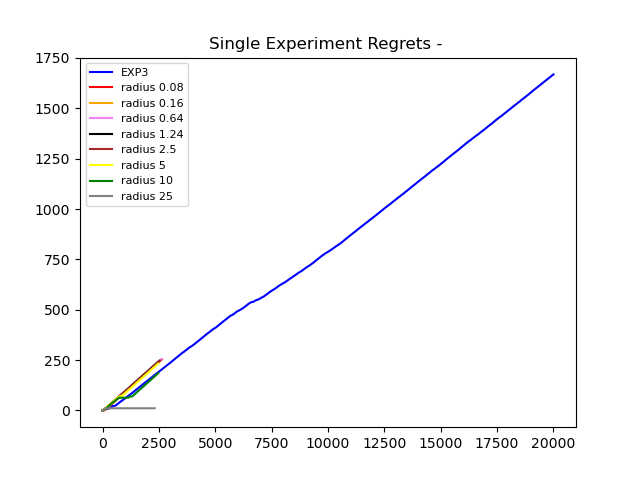 Single Experiment Regrets -
1750
1500
1250
1000
750
500
250
0
EXP3
radius 0.08
radius 0.16
radius 0.64
radius 1.24
radius 2.5
radius 5
radius 10
radius 25
0 2500 5000 7500 10000 12500 15000 17500 20000